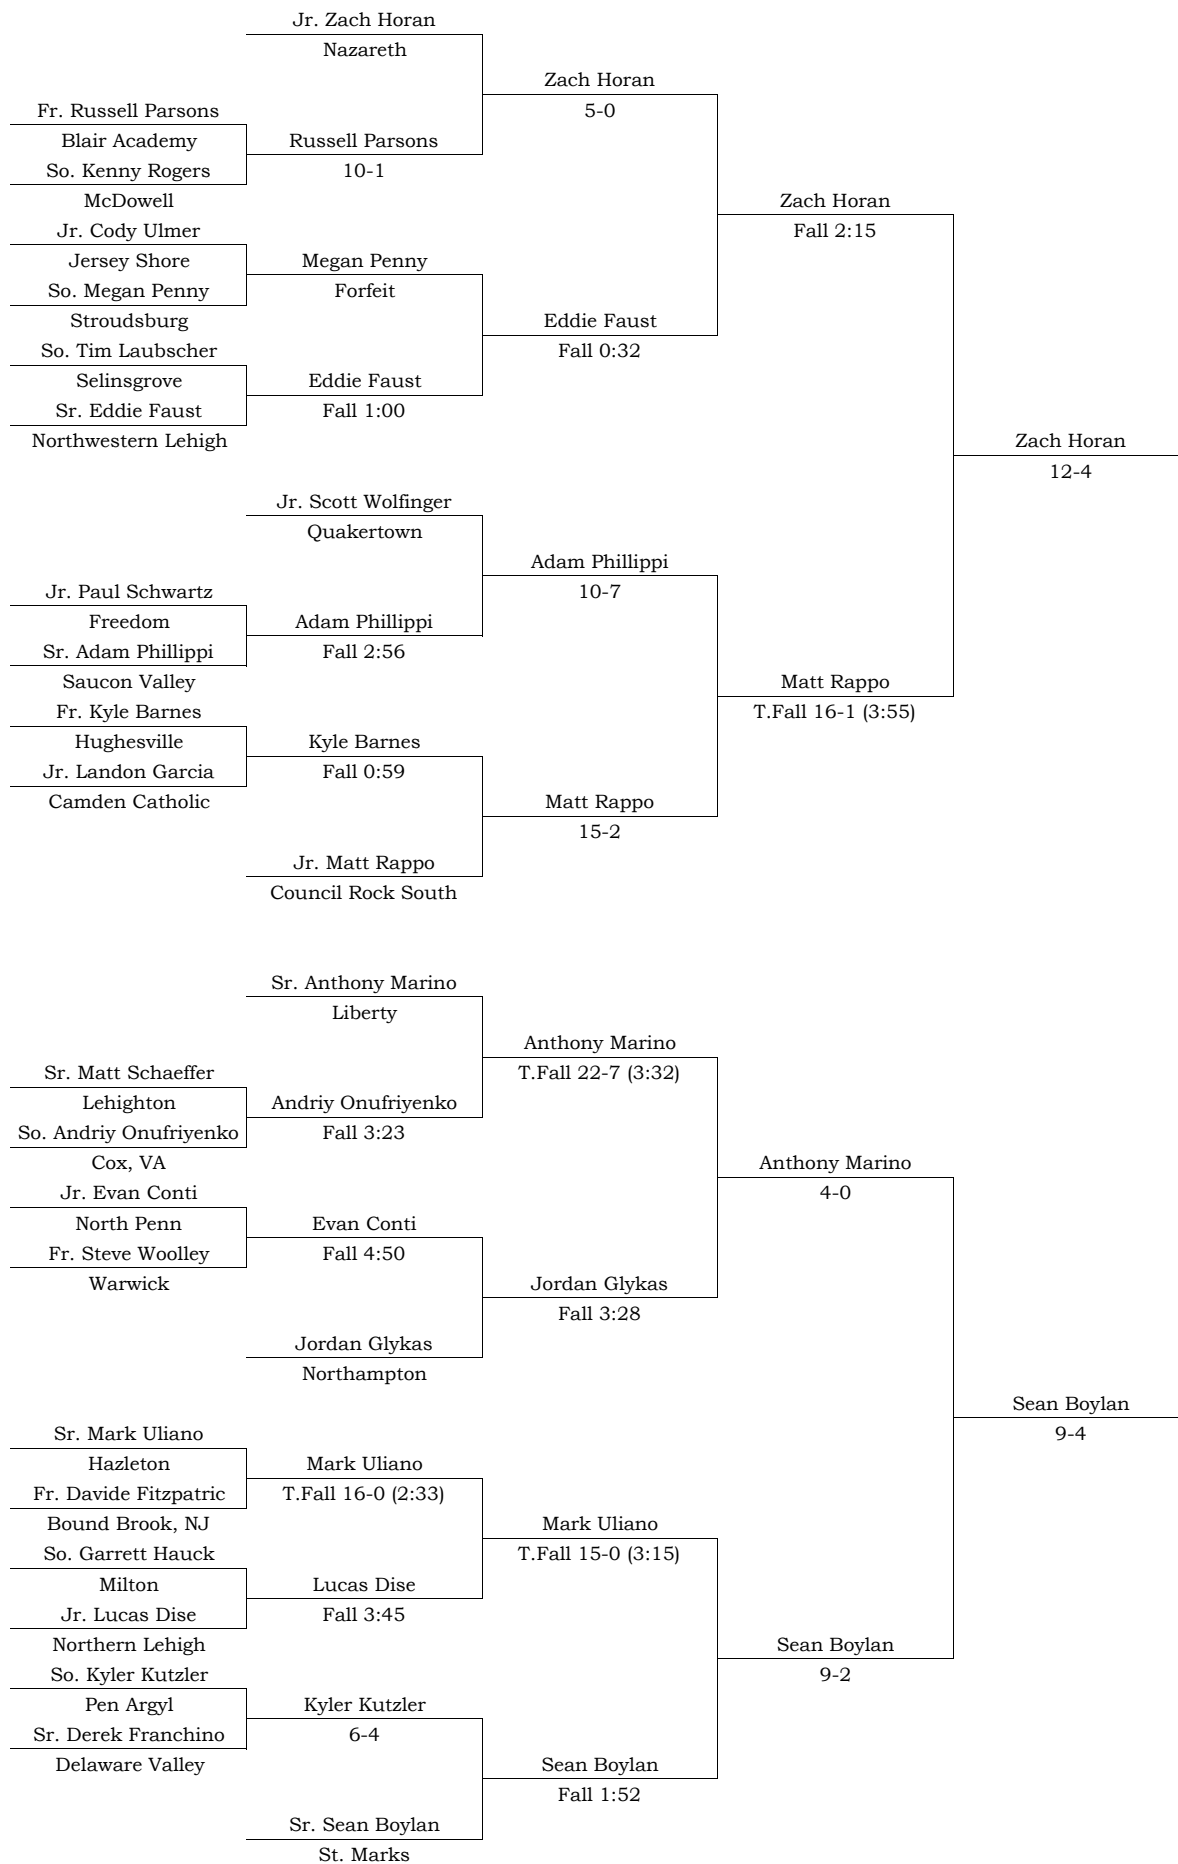 Jr. Zach Horan
Nazareth
Zach Horan
5-0
Fr. Russell Parsons
Blair Academy
Russell Parsons
So. Kenny Rogers
10-1
McDowell
Zach Horan
Jr. Cody Ulmer
Fall 2:15
Jersey Shore
Megan Penny
So. Megan Penny
Forfeit
Stroudsburg
Eddie Faust
So. Tim Laubscher
Fall 0:32
Selinsgrove
Eddie Faust
Sr. Eddie Faust
Fall 1:00
Northwestern Lehigh
Zach Horan
12-4
Jr. Scott Wolfinger
Quakertown
Adam Phillippi
10-7
Jr. Paul Schwartz
Freedom
Adam Phillippi
Sr. Adam Phillippi
Fall 2:56
Saucon Valley
Matt Rappo
Fr. Kyle Barnes
T.Fall 16-1 (3:55)
Hughesville
Kyle Barnes
Jr. Landon Garcia
Fall 0:59
Camden Catholic
Matt Rappo
15-2
Jr. Matt Rappo
Council Rock South
Sr. Anthony Marino
Liberty
Anthony Marino
T.Fall 22-7 (3:32)
Sr. Matt Schaeffer
Lehighton
Andriy Onufriyenko
So. Andriy Onufriyenko
Fall 3:23
Cox, VA
Anthony Marino
Jr. Evan Conti
4-0
North Penn
Evan Conti
Fr. Steve Woolley
Fall 4:50
Warwick
Jordan Glykas
Fall 3:28
Jordan Glykas
Northampton
Sean Boylan
9-4
Sr. Mark Uliano
Hazleton
Mark Uliano
Fr. Davide Fitzpatric
T.Fall 16-0 (2:33)
Bound Brook, NJ
Mark Uliano
So. Garrett Hauck
T.Fall 15-0 (3:15)
Milton
Lucas Dise
Jr. Lucas Dise
Fall 3:45
Northern Lehigh
Sean Boylan
So. Kyler Kutzler
9-2
Pen Argyl
Kyler Kutzler
Sr. Derek Franchino
6-4
Delaware Valley
Sean Boylan
Fall 1:52
Sr. Sean Boylan
St. Marks